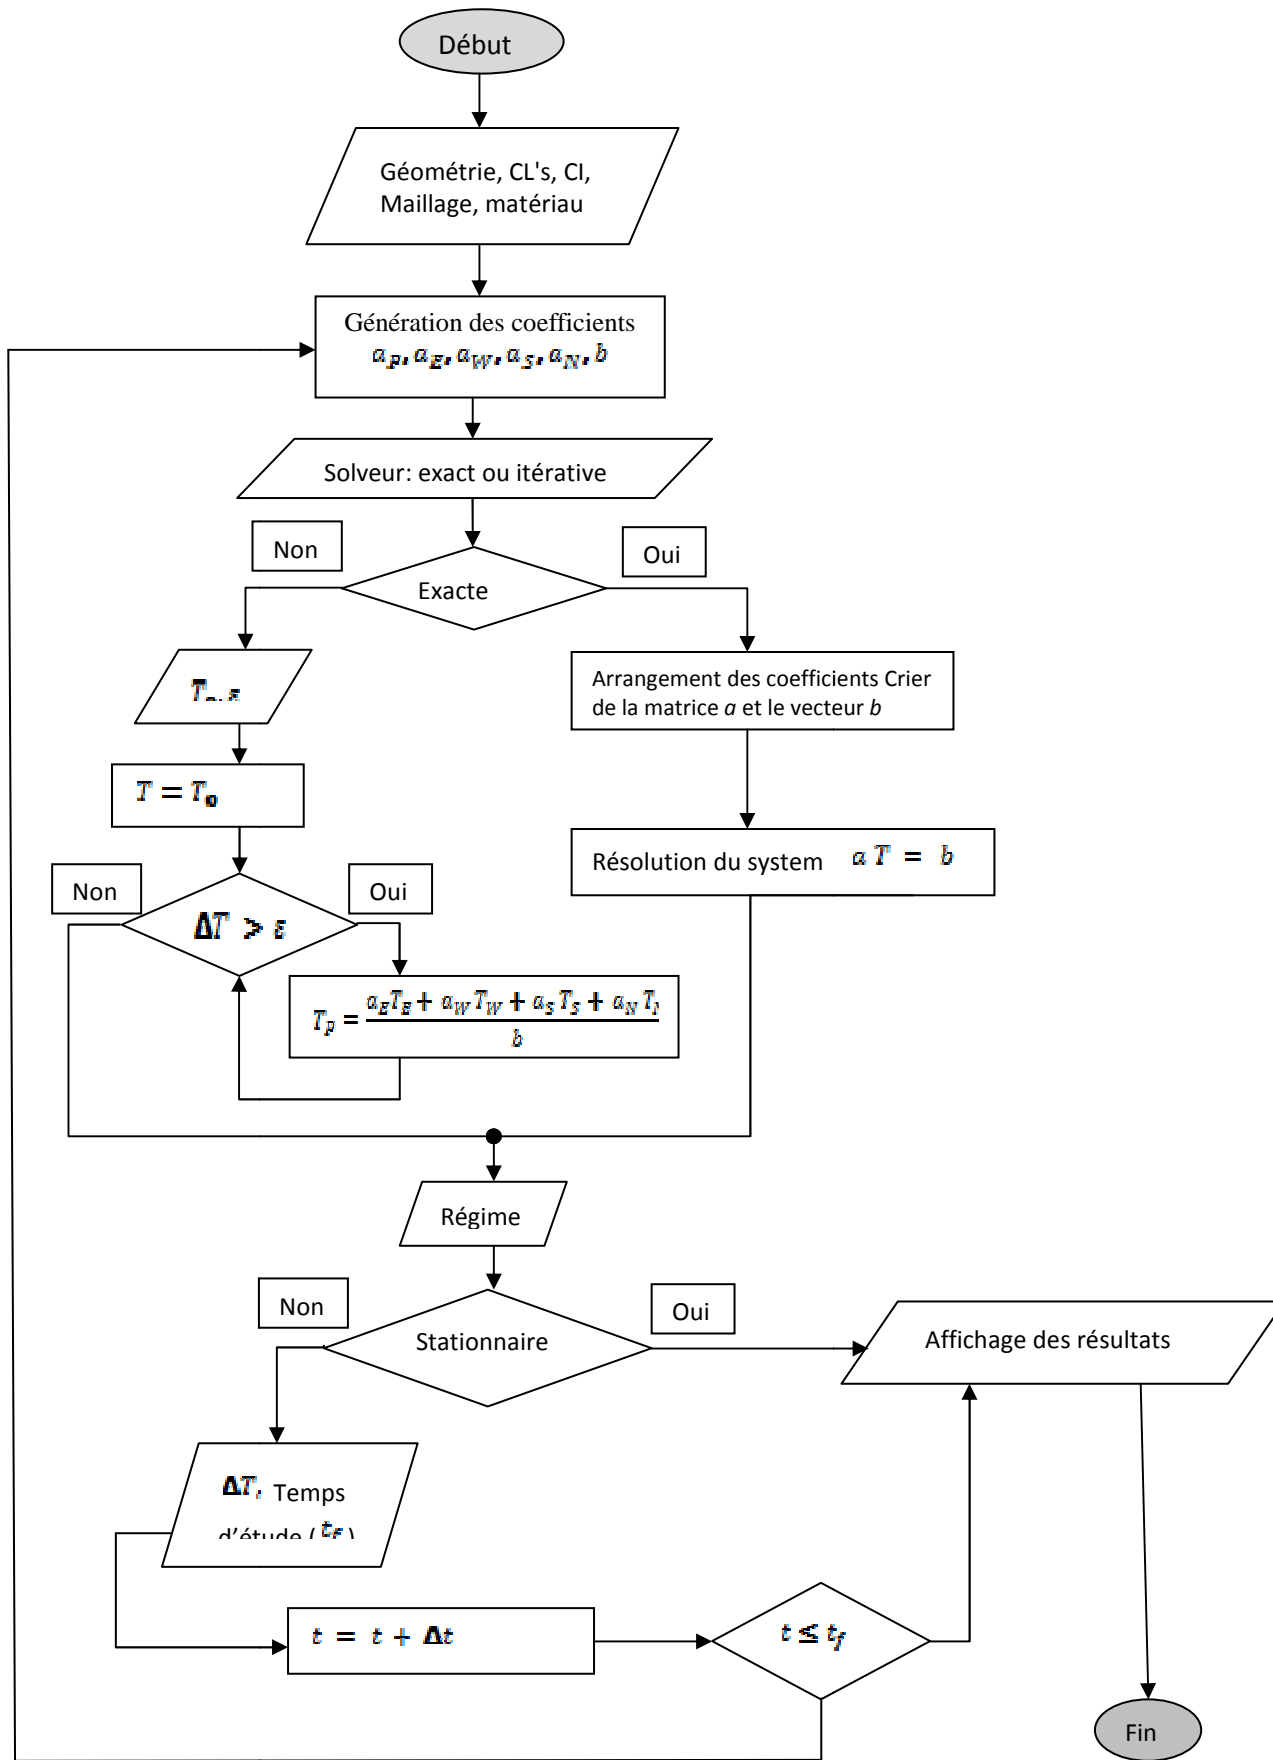 Début
Géométrie, CL's, CI,
Maillage, matériau
Génération des coefficients
a_P, a_E, a_W, a_S, a_N, b
Solveur: exact ou itérative
Non
Oui
Exacte
Arrangement des coefficients Crier
de la matrice a et le vecteur b
T = T_0
Résolution du system a T = b
Non
Oui
ΔT > ε
T_P = (a_E T_E + a_W T_W + a_S T_S + a_N T) / b
Régime
Non
Oui
Stationnaire
Affichage des résultats
ΔT, Temps
d'étude ( t_f )
t = t + Δt
t ≤ t_f
Fin